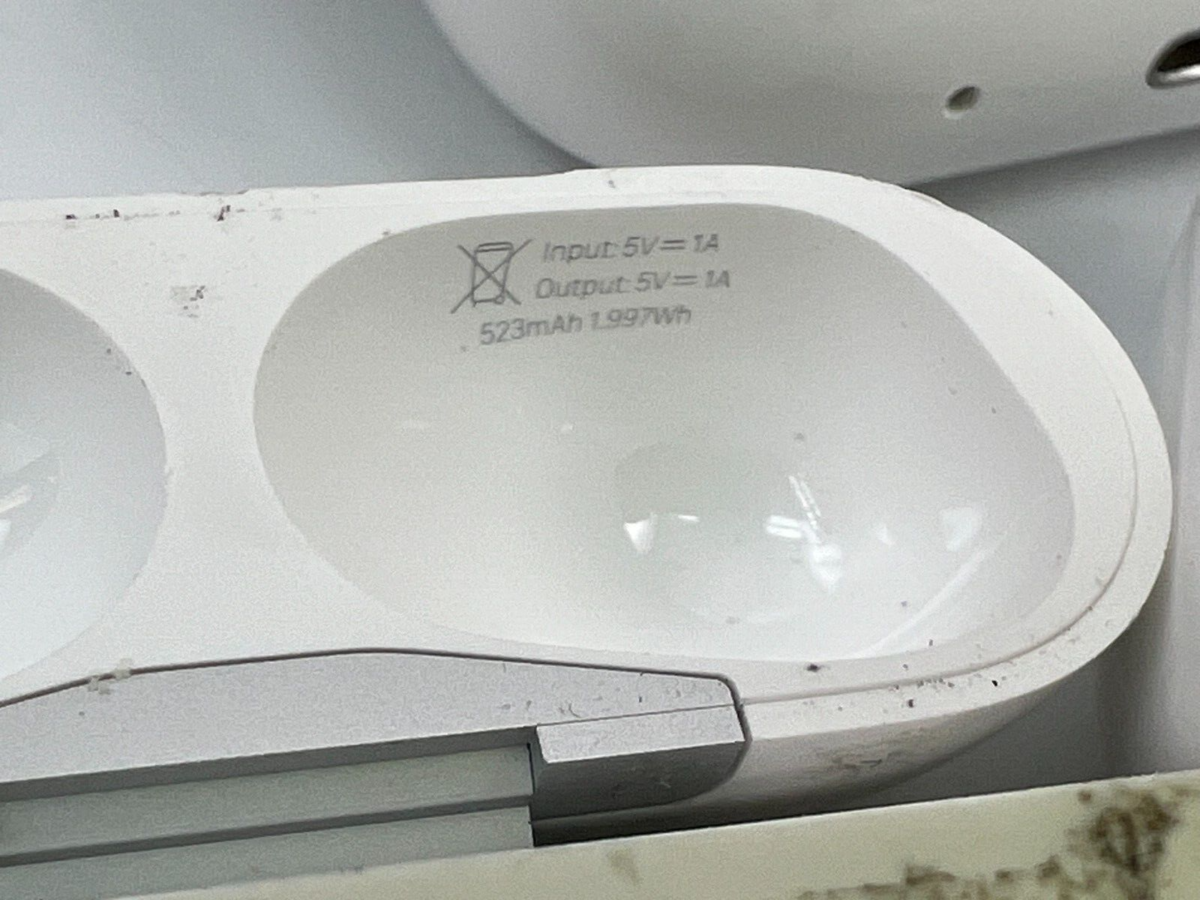 Input: 5V⎓1A
Output: 5V⎓1A
523mAh 1.997Wh